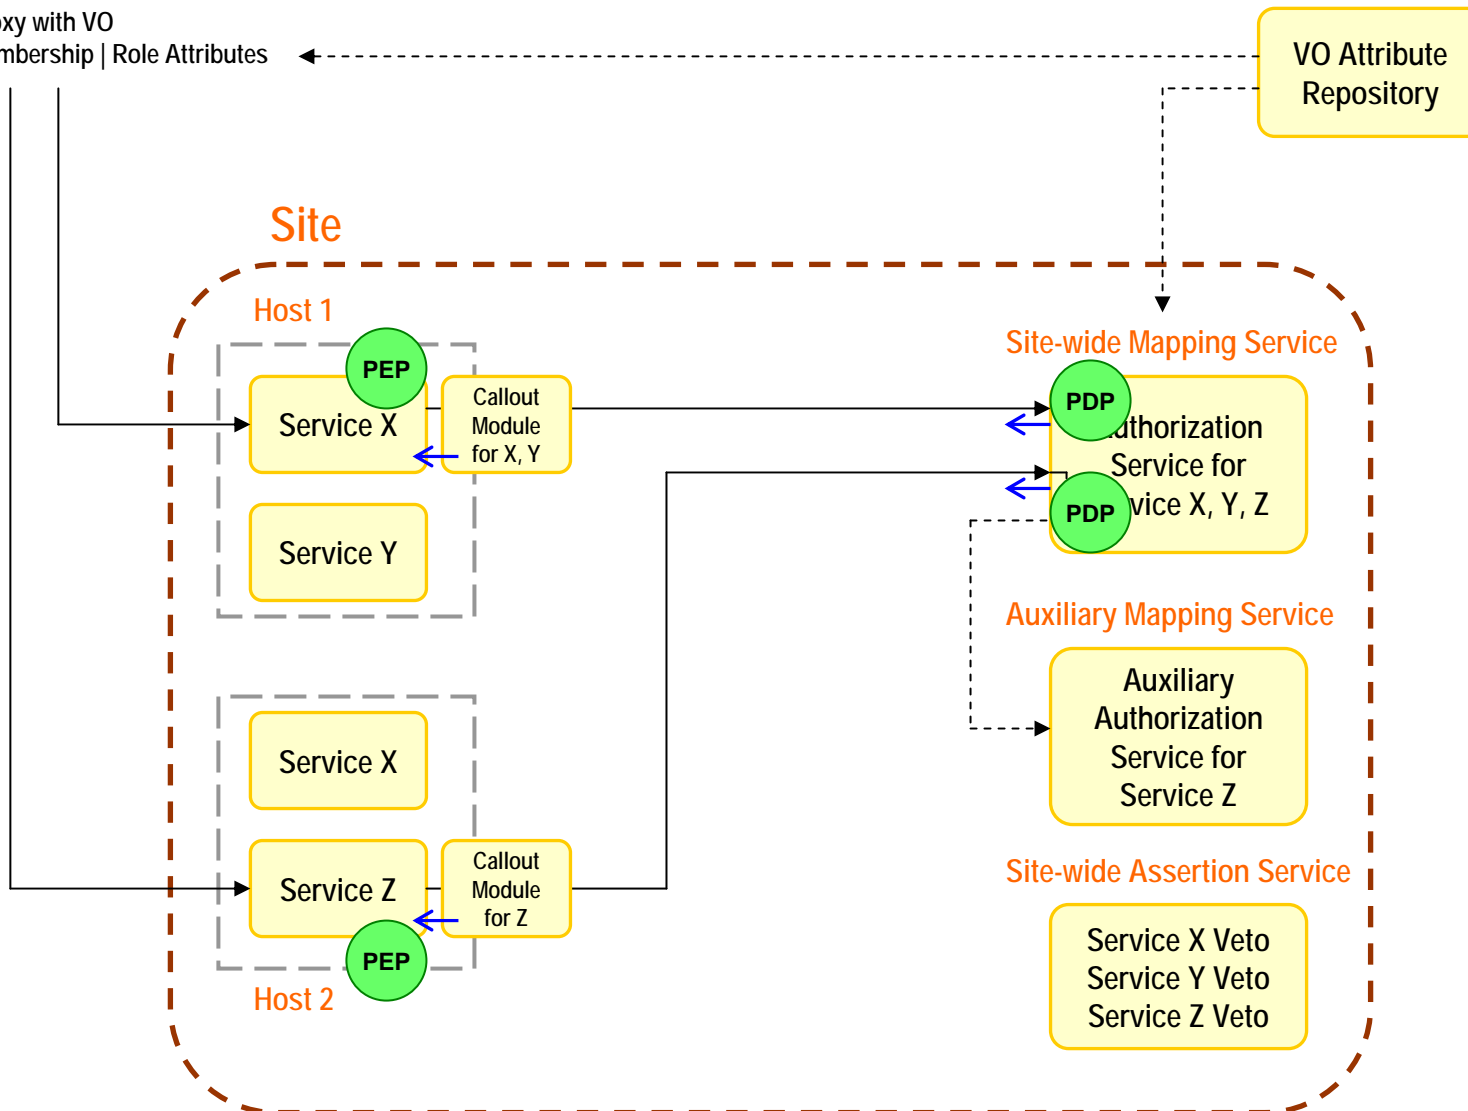 oxy with VO
mbership | Role Attributes
VO Attribute
Repository
Site
Host 1
PEP
Service X
Callout
Module
for X, Y
Service Y
Site-wide Mapping Service
PDP
uthorization
Service for
PDP
vice X, Y, Z
Auxiliary Mapping Service
Auxiliary
Authorization
Service for
Service Z
Service X
Service Z
Callout
Module
for Z
PEP
Host 2
Site-wide Assertion Service
Service X Veto
Service Y Veto
Service Z Veto